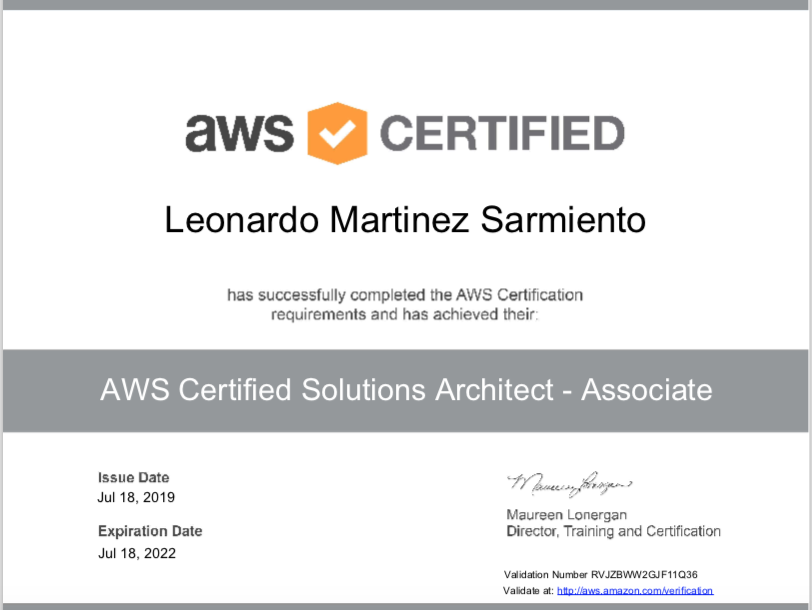 aws CERTIFIED
Leonardo Martinez Sarmiento
has successfully completed the AWS Certification
requirements and has achieved their:
AWS Certified Solutions Architect - Associate
Issue Date
Jul 18, 2019
Expiration Date
Jul 18, 2022
Maureen Lonergan
Maureen Lonergan
Director, Training and Certification
Validation Number RVJZBWW2GJF11Q36
Validate at: http://aws.amazon.com/verification